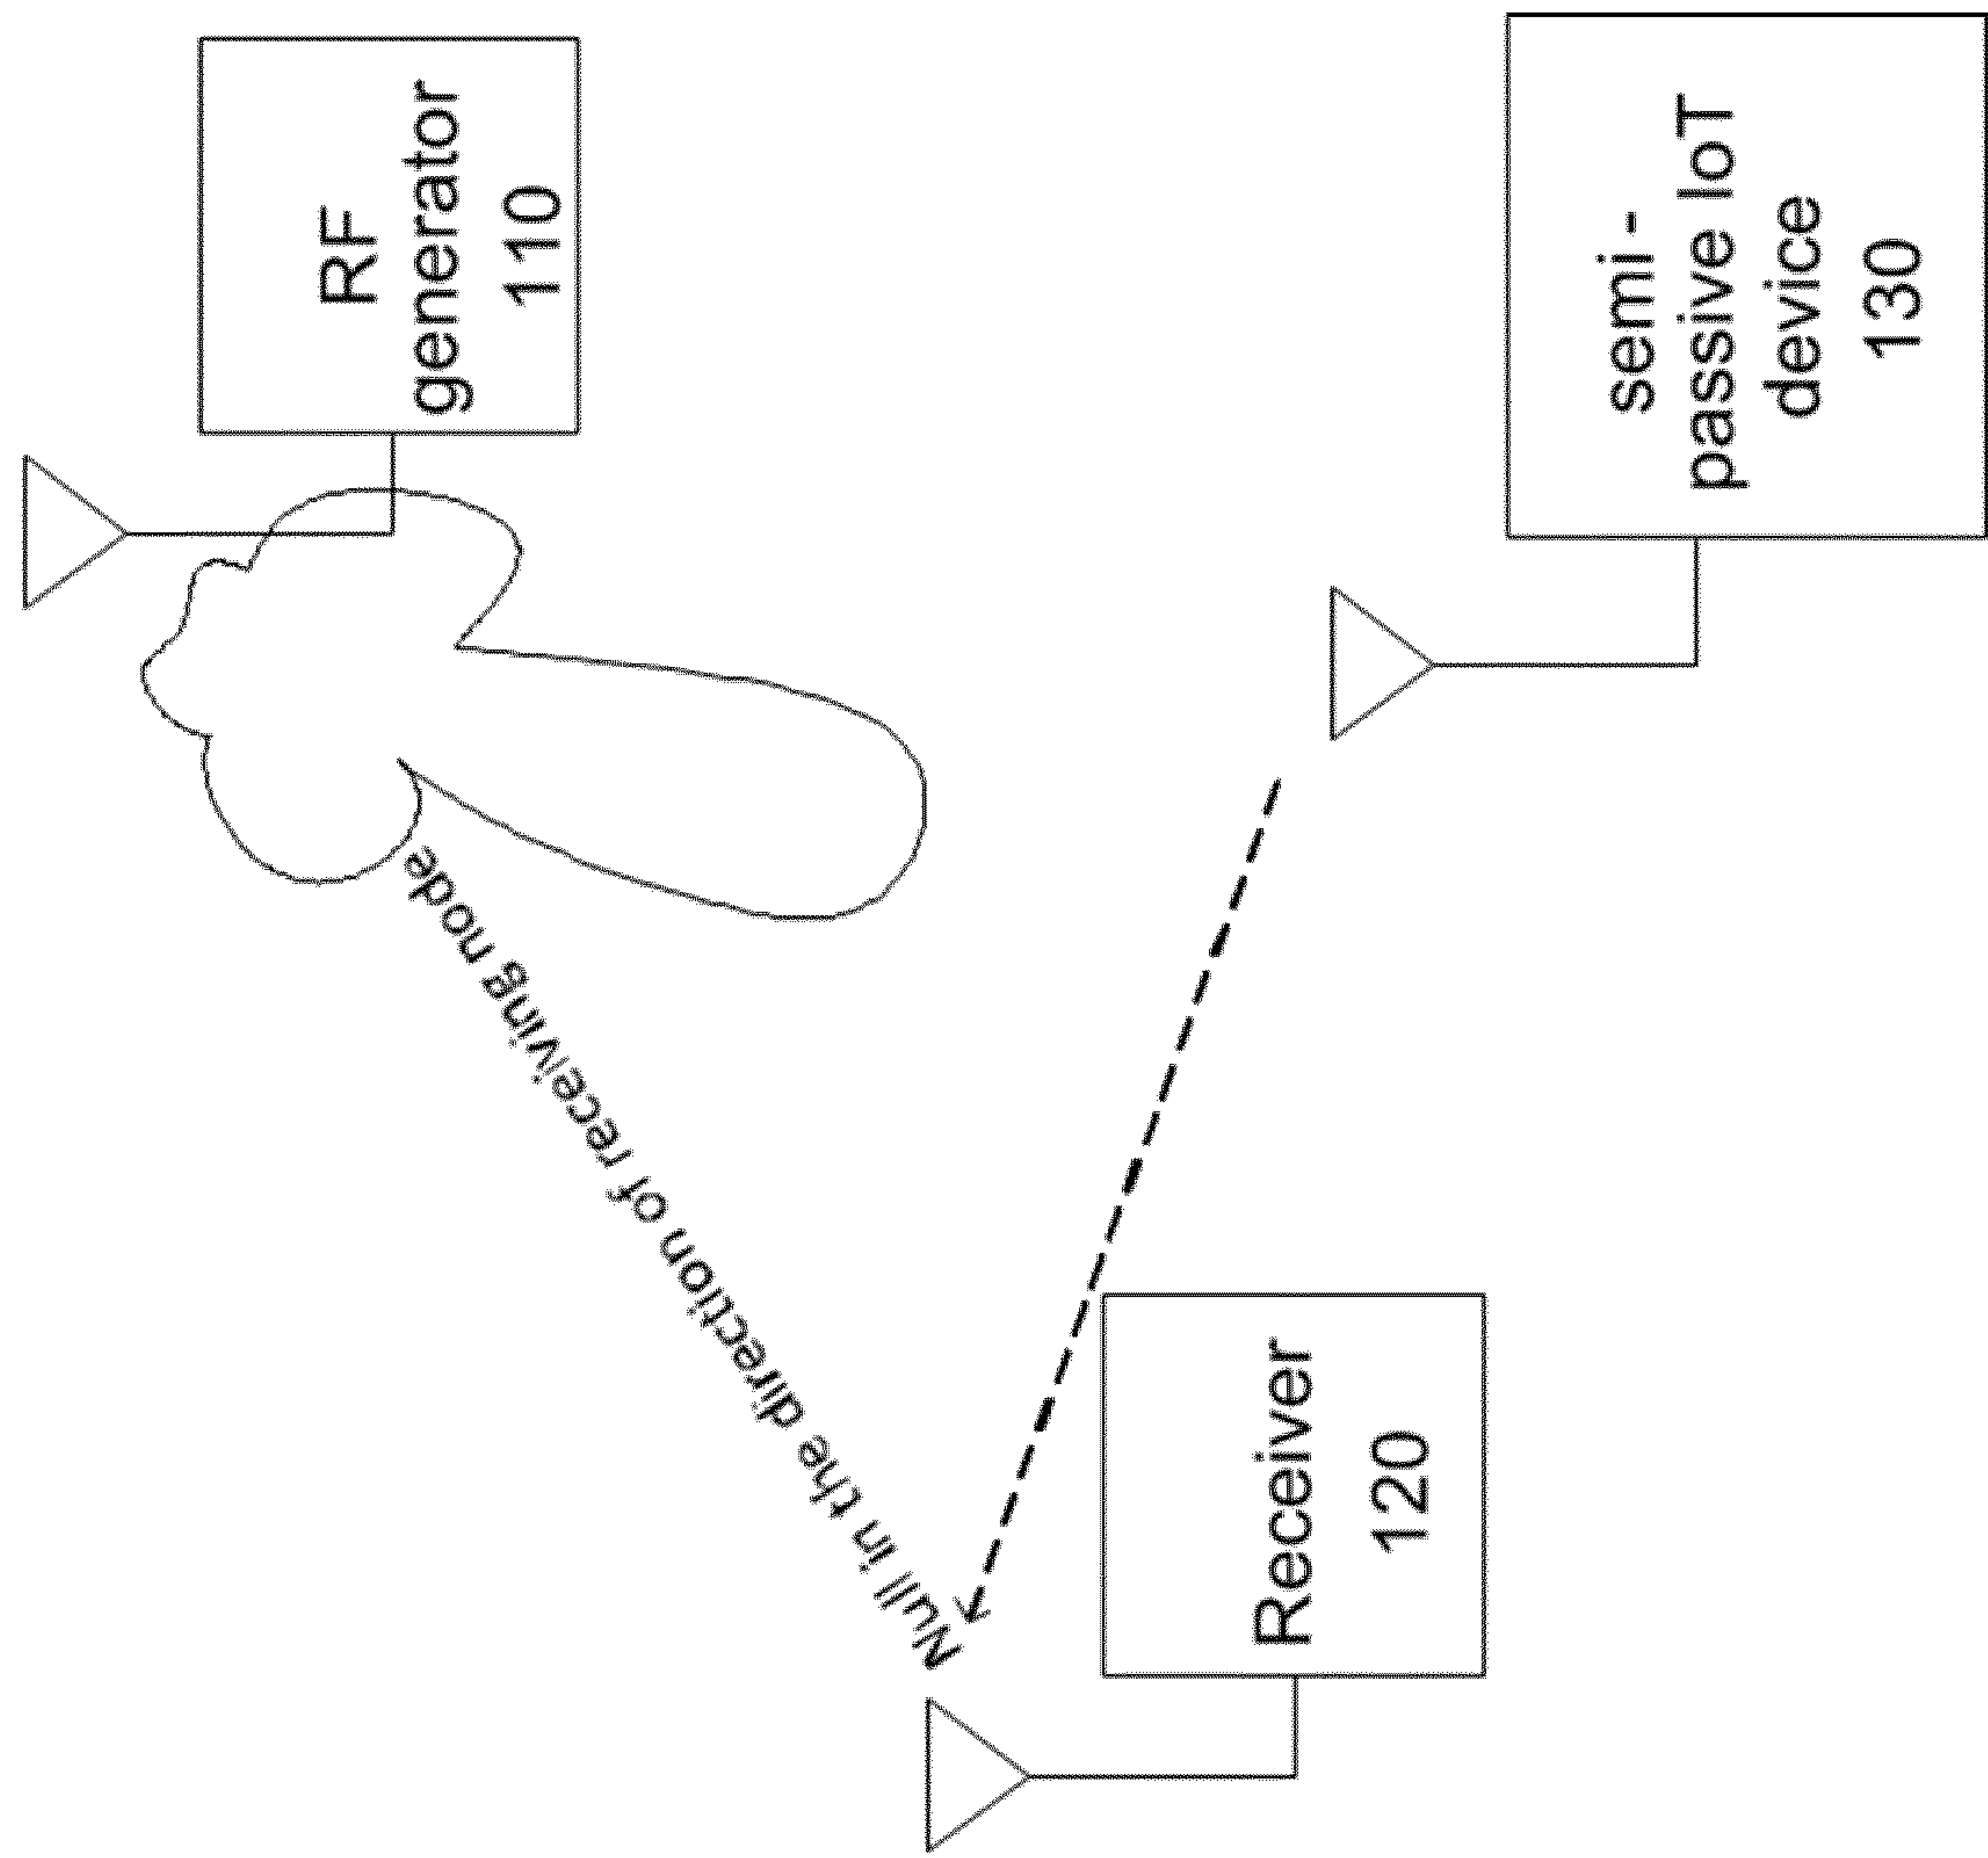 RF
generator
110
Null in the direction of receiving node
Receiver
120
semi -
passive IoT
device
130